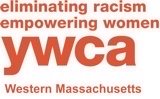 eliminating racism
empowering women
ywca
Western Massachusetts